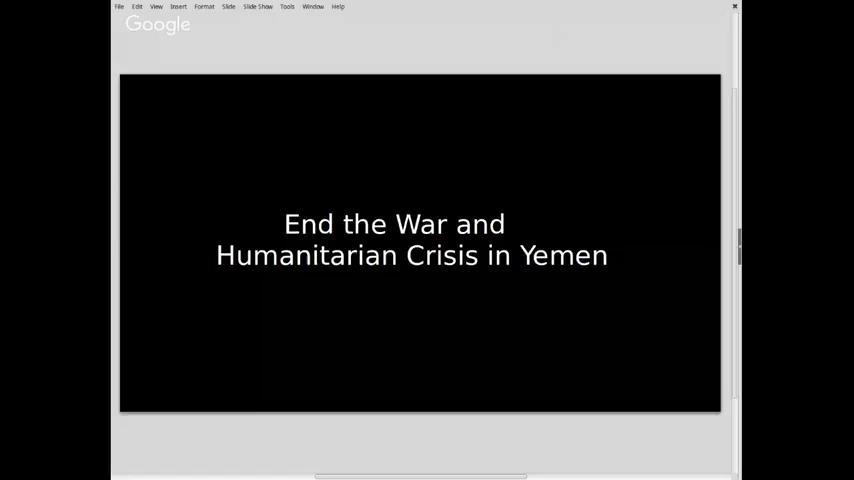 File Edit View Insert Format Slide Slide Show Tools Window Help
Google
End the War and
Humanitarian Crisis in Yemen